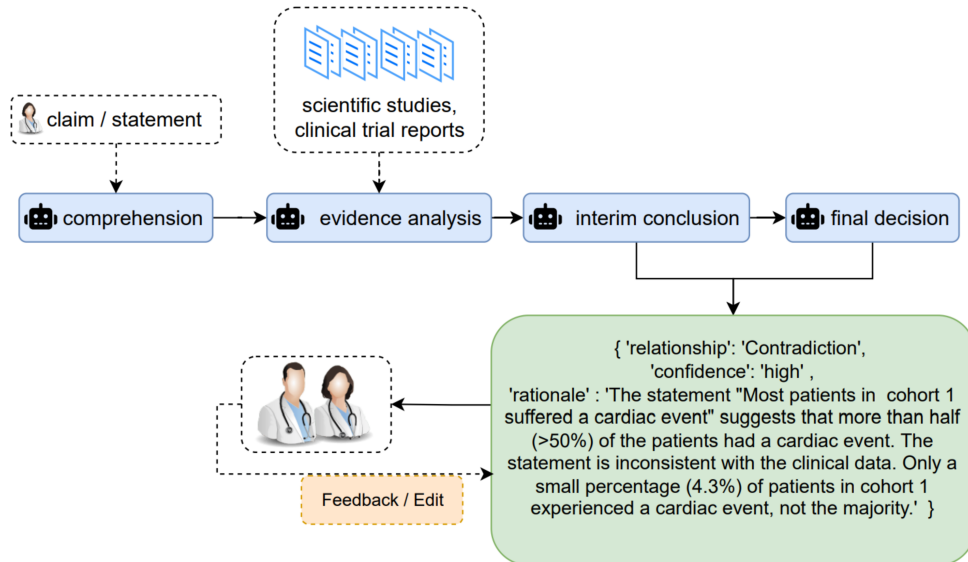 scientific studies,
clinical trial reports
claim / statement
comprehension
evidence analysis
interim conclusion
final decision
{ 'relationship': 'Contradiction',
'confidence': 'high' ,
'rationale' : 'The statement "Most patients in cohort 1
suffered a cardiac event" suggests that more than half
(>50%) of the patients had a cardiac event. The
statement is inconsistent with the clinical data. Only a
small percentage (4.3%) of patients in cohort 1
experienced a cardiac event, not the majority.' }
Feedback / Edit